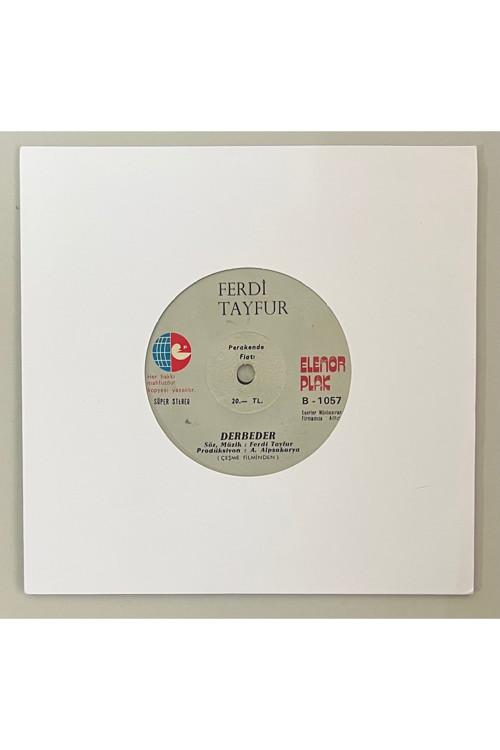 FERDİ
TAYFUR
Perakende
Fiatı
Her hakkı
mahfuzdur
kopyesi yasaktır.
SÜPER STEREO
20.— TL.
ELENOR
PLAK
B - 1057
Eserler
DERBEDER
Söz, Müzik : Ferdi Tayfur
Prodüksiyon : A. Alpsakarya
( ÇEŞME FİLMİNDEN )